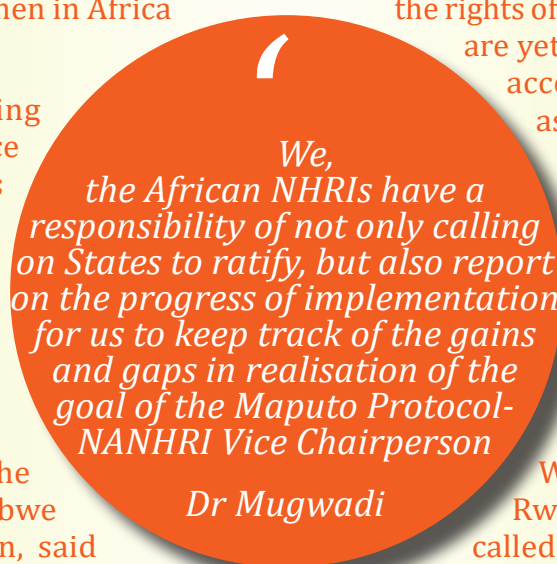 men in Africa
the rights of
are yet
ing
ce
s
‘
We,
the African NHRIs have a
responsibility of not only calling
on States to ratify, but also report
on the progress of implementation
for us to keep track of the gains
and gaps in realisation of the
goal of the Maputo Protocol-
NANHRI Vice Chairperson
Dr Mugwadi
he
bwe
n, said
W
Rw
called